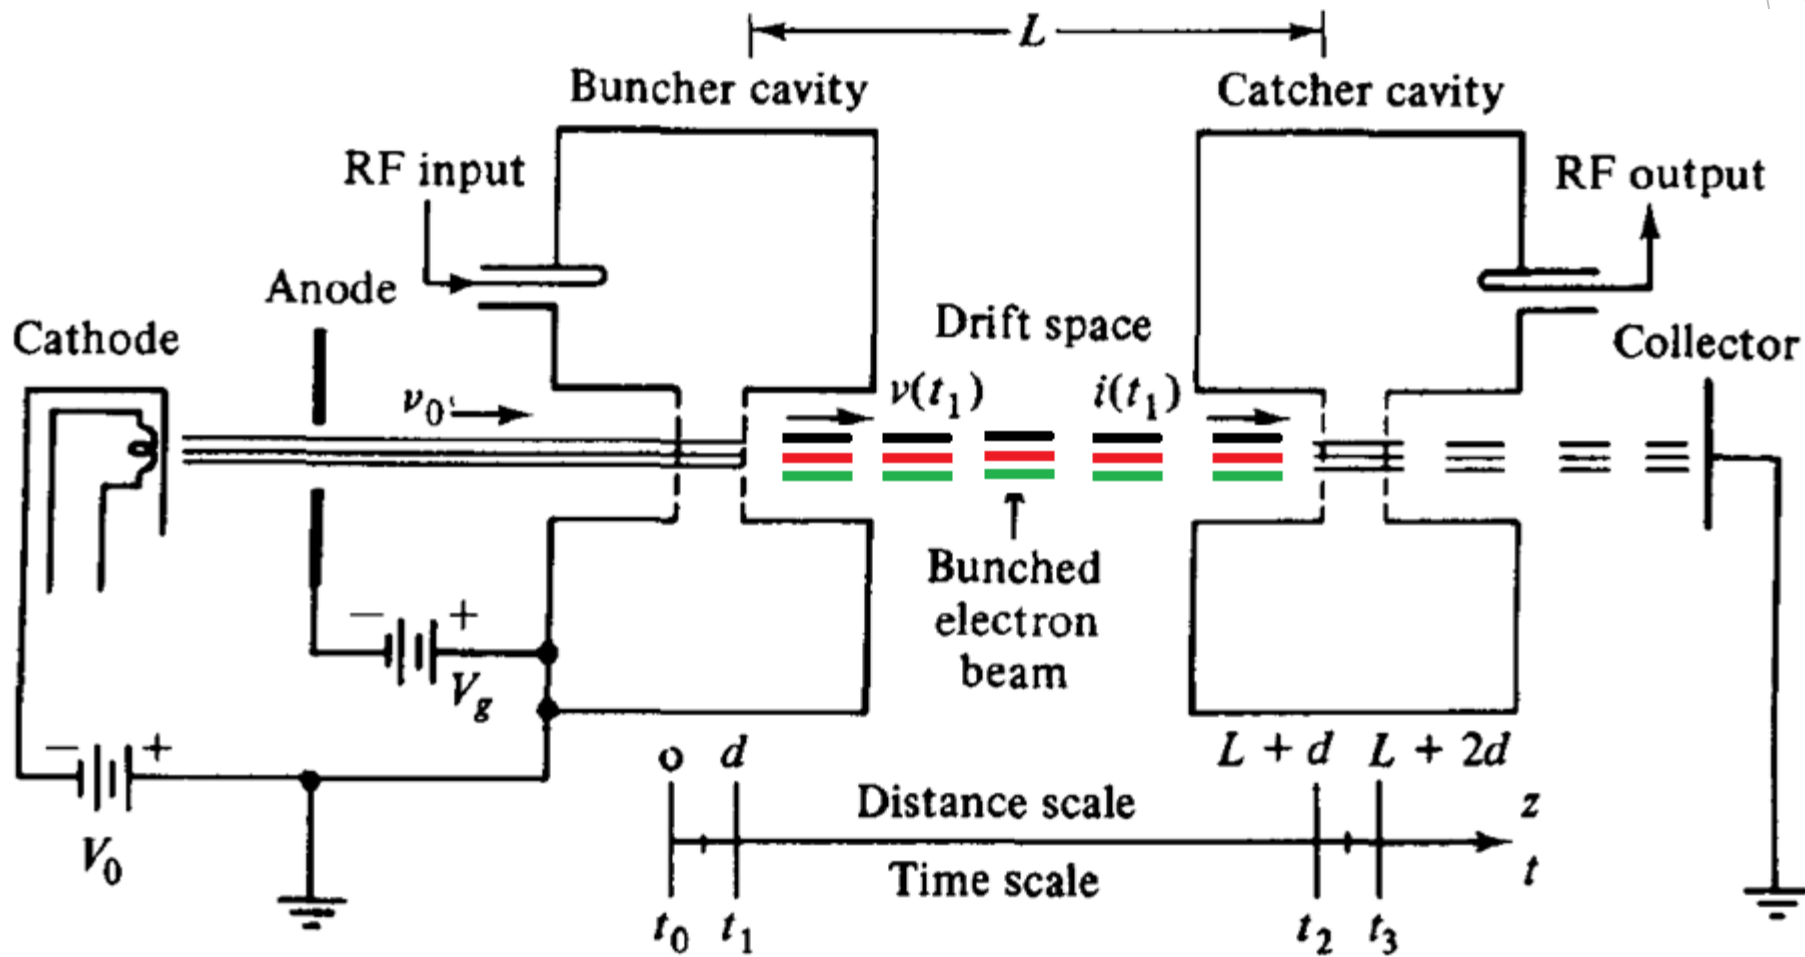 L
Buncher cavity
Catcher cavity
RF input
RF output
Anode
Drift space
Cathode
Collector
v₀
v(t₁)
i(t₁)
Bunched
electron
beam
− +
V_g
− +
V₀
o d
L + d L + 2d
Distance scale
z
Time scale
t
t₀ t₁
t₂ t₃